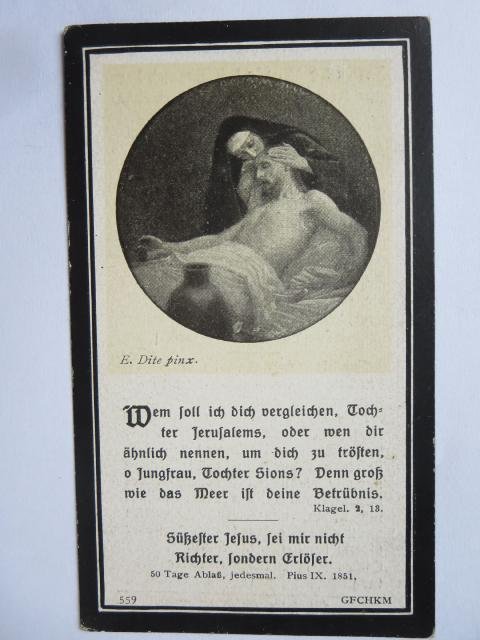 E. Dite pinx.
Wem soll ich dich vergleichen, Toch-
ter Jerusalems, oder wen dir
ähnlich nennen, um dich zu trösten,
o Jungfrau, Tochter Sions? Denn groß
wie das Meer ist deine Betrübnis.
Klagel. 2, 13.
Süßester Jesus, sei mir nicht
Richter, sondern Erlöser.
50 Tage Ablaß, jedesmal. Pius IX. 1851.
559 GFCHKM